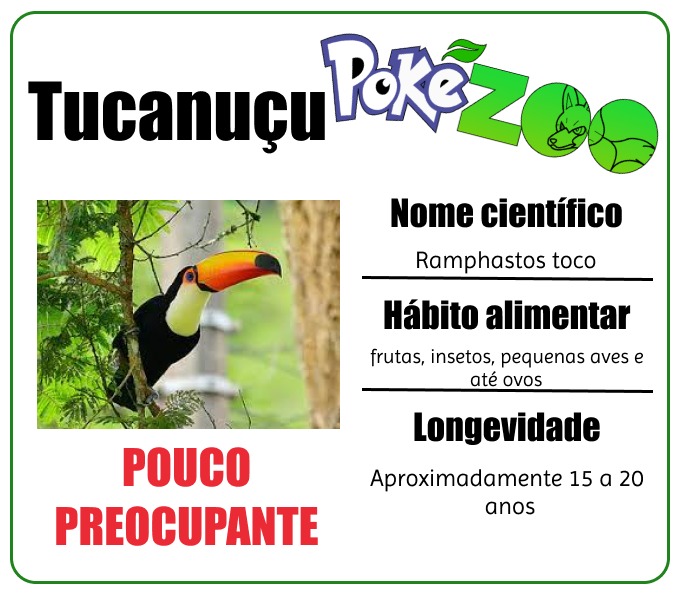 Tucanuçu
PokéZOO
Nome científico
Ramphastos toco
Hábito alimentar
frutas, insetos, pequenas aves e
até ovos
Longevidade
Aproximadamente 15 a 20
anos
POUCO
PREOCUPANTE